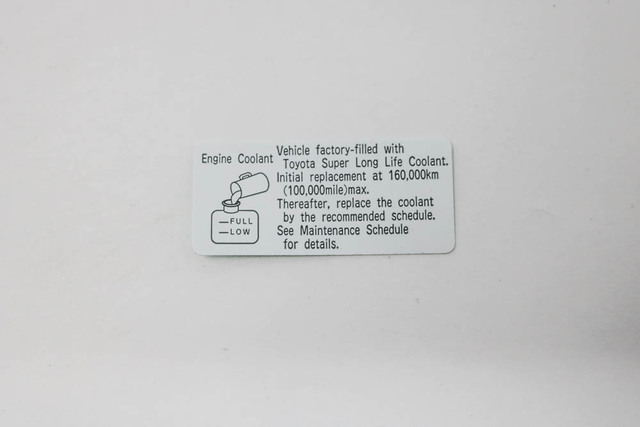 Engine Coolant
FULL
LOW
Vehicle factory-filled with
Toyota Super Long Life Coolant.
Initial replacement at 160,000km
(100,000mile)max.
Thereafter, replace the coolant
by the recommended schedule.
See Maintenance Schedule
for details.